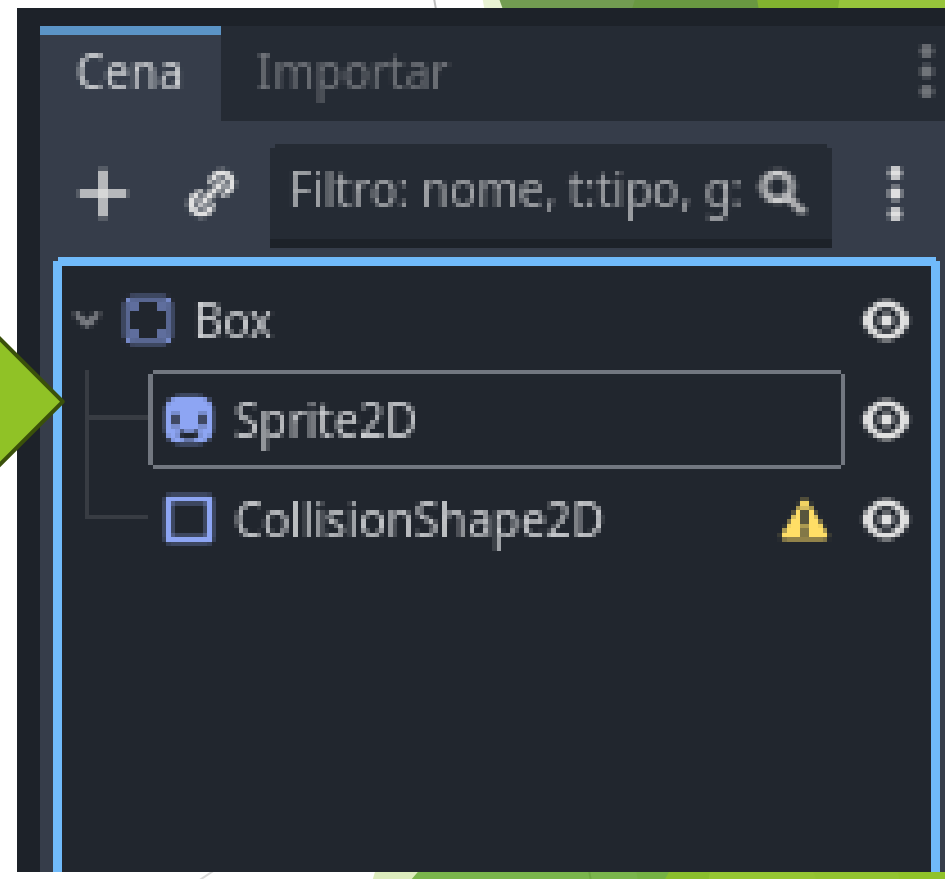 Cena Importar
Filtro: nome, t:tipo, g:
Box
Sprite2D
CollisionShape2D